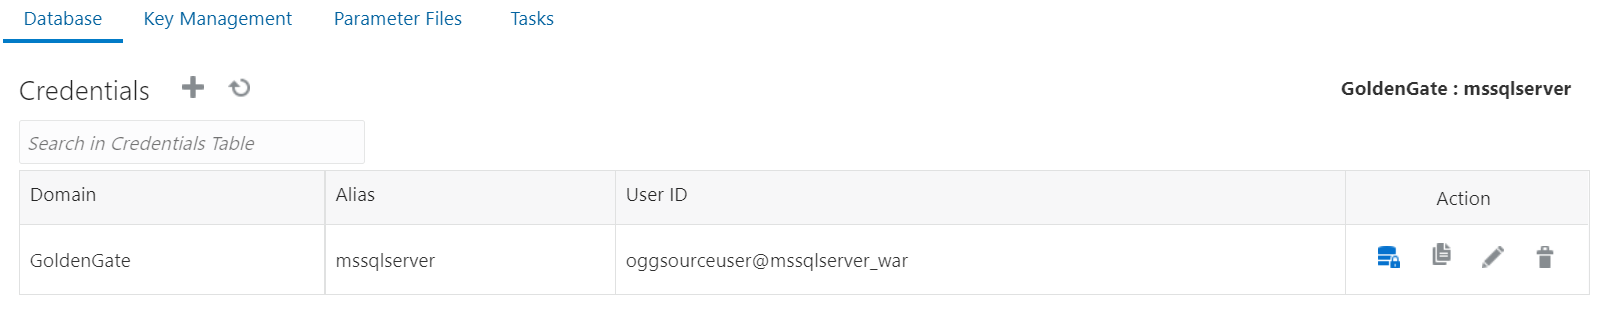 Database Key Management Parameter Files Tasks
Credentials GoldenGate : mssqlserver
Search in Credentials Table
Domain Alias User ID Action
GoldenGate mssqlserver oggsourceuser@mssqlserver_war